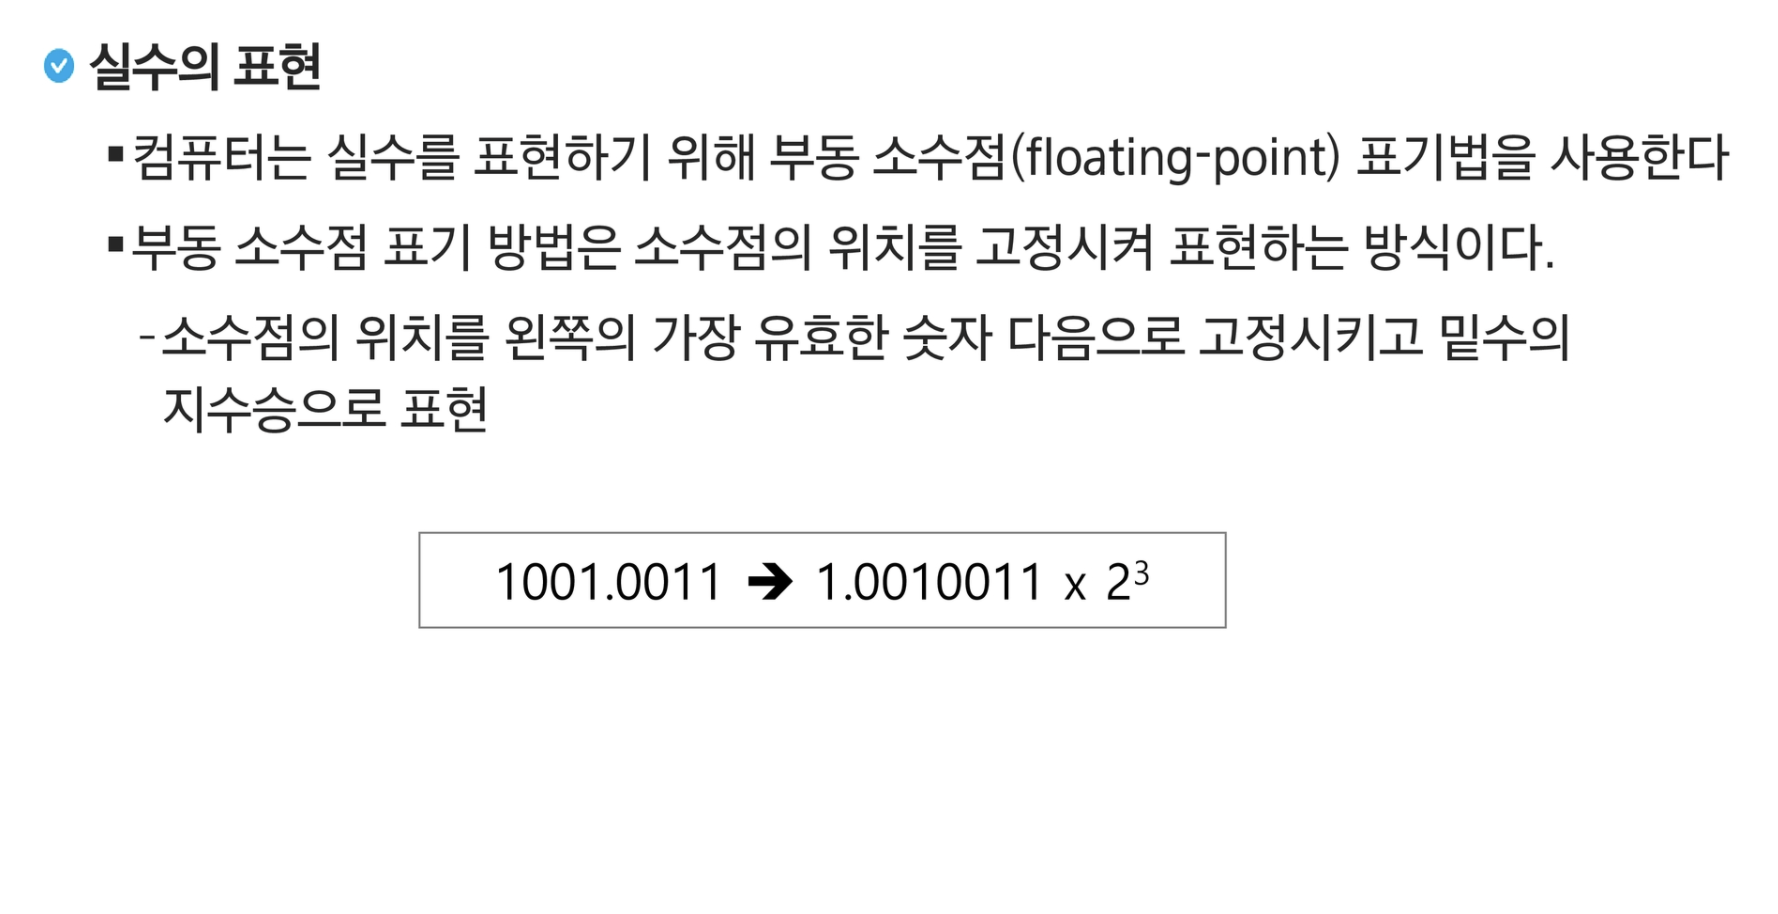 실수의 표현
▪컴퓨터는 실수를 표현하기 위해 부동 소수점(floating-point) 표기법을 사용한다
▪부동 소수점 표기 방법은 소수점의 위치를 고정시켜 표현하는 방식이다.
-소수점의 위치를 왼쪽의 가장 유효한 숫자 다음으로 고정시키고 밑수의
지수승으로 표현
1001.0011 ➔ 1.0010011 x 2³